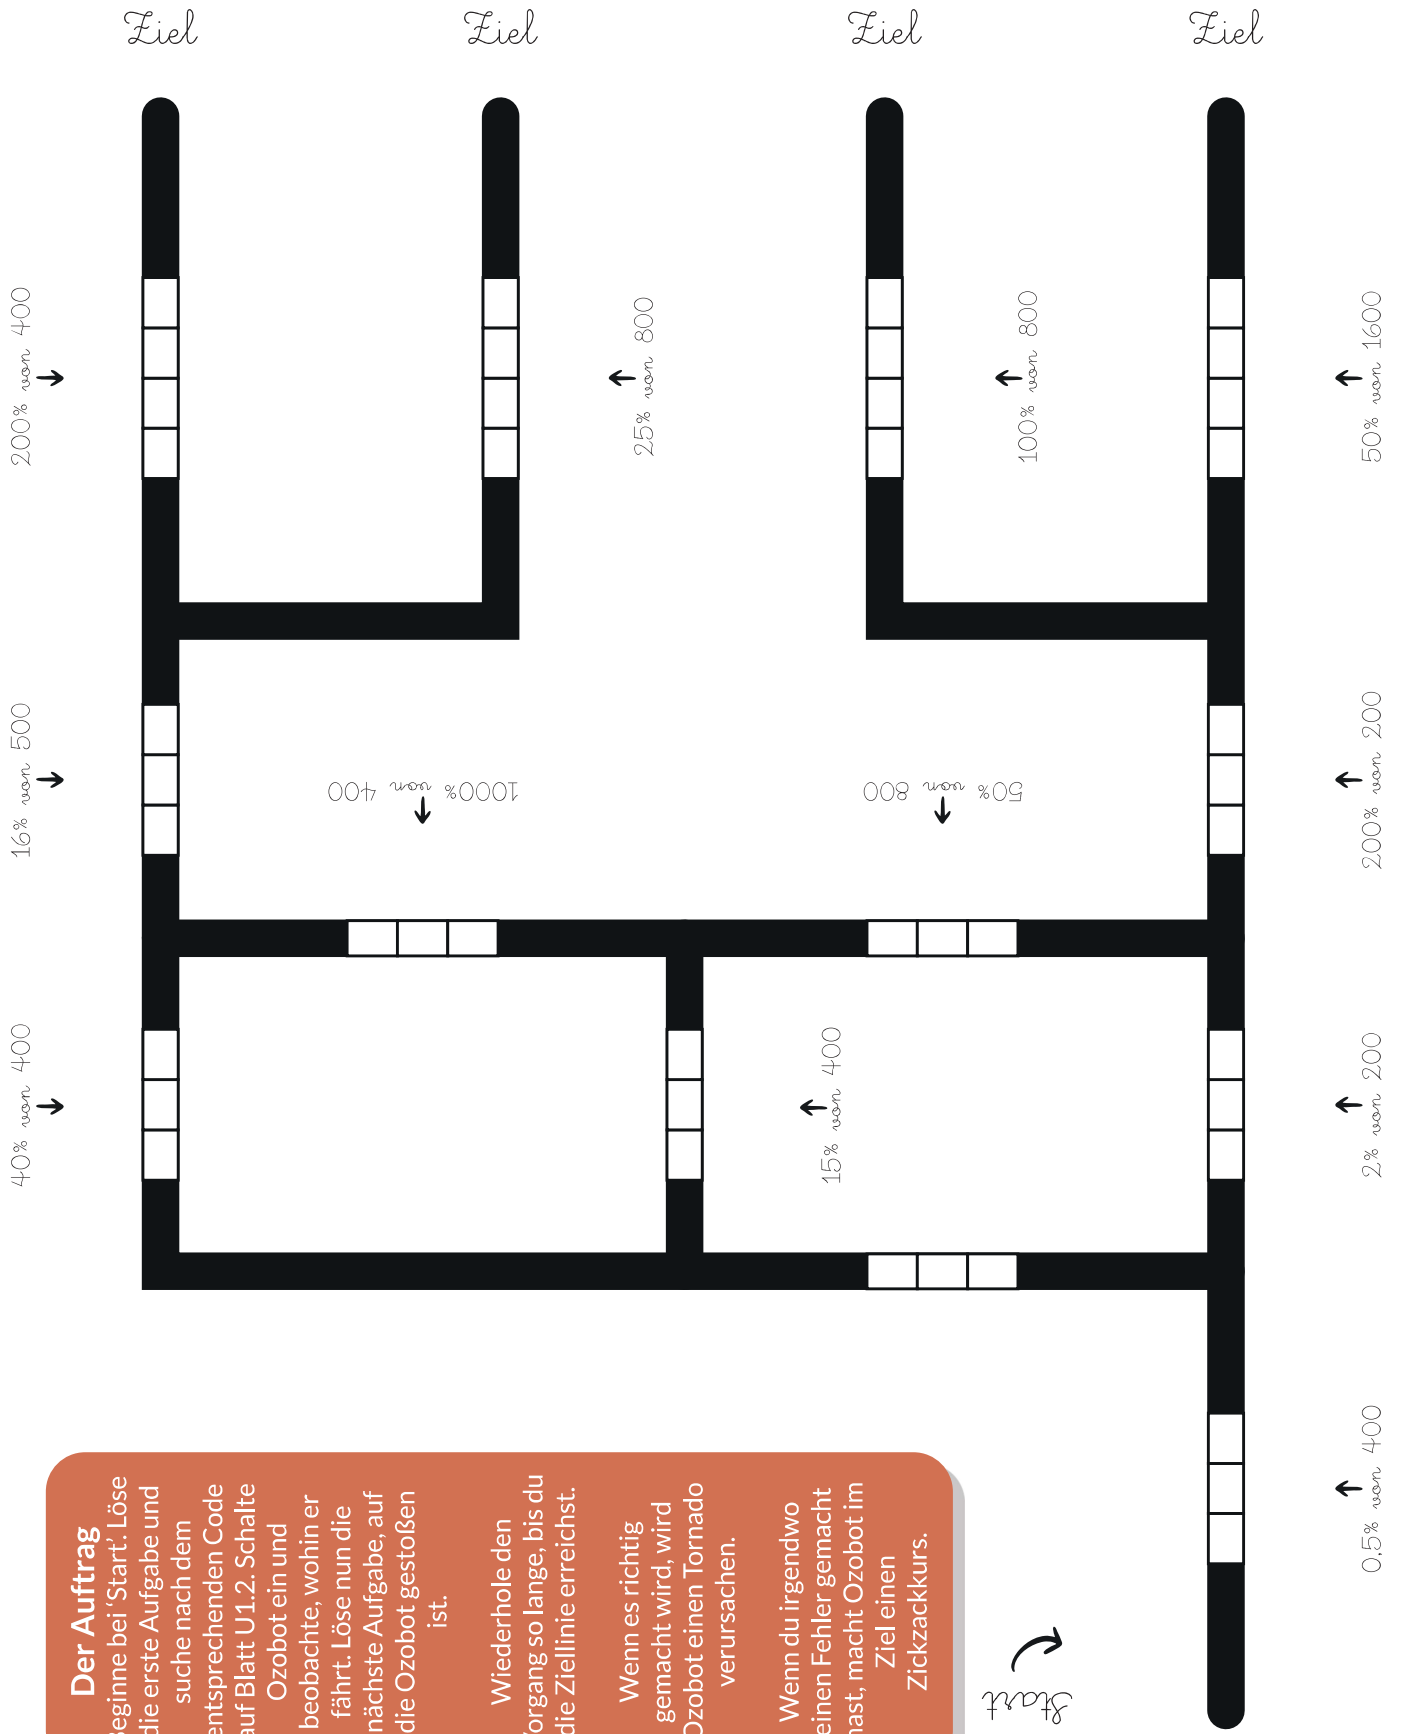 Ziel
Ziel
Ziel
Ziel
200% von 400
25% von 800
100% von 800
50% von 1600
16% von 500
1000% von 400
50% von 800
200% von 200
40% von 400
15% von 400
2% von 200
0.5% von 400
Start
Der Auftrag
eginne bei ‘Start’. Löse
die erste Aufgabe und
suche nach dem
entsprechenden Code
auf Blatt U1.2. Schalte
Ozobot ein und
beobachte, wohin er
fährt. Löse nun die
nächste Aufgabe, auf
die Ozobot gestoßen
ist.
Wiederhole den
organg so lange, bis du
die Ziellinie erreichst.
Wenn es richtig
gemacht wird, wird
Ozobot einen Tornado
verursachen.
Wenn du irgendwo
einen Fehler gemacht
hast, macht Ozobot im
Ziel einen
Zickzackkurs.